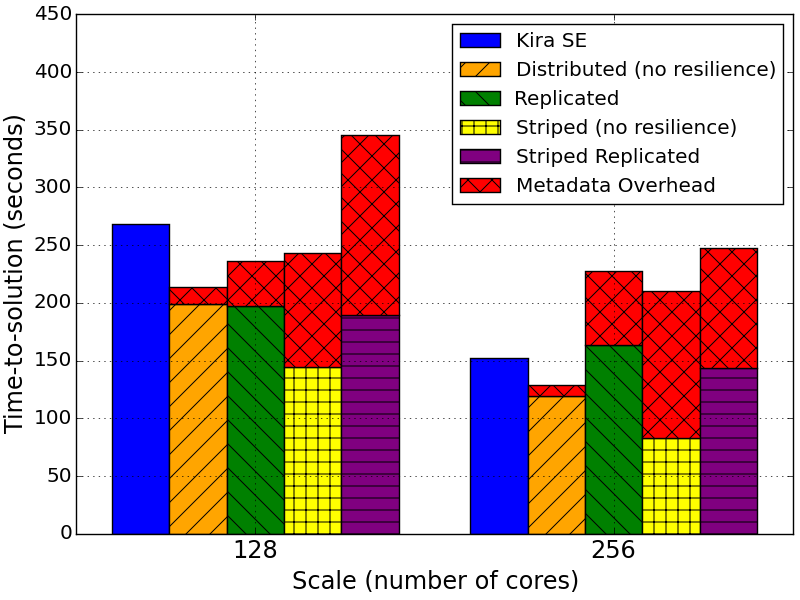 Time-to-solution (seconds)
450
400
350
300
250
200
150
100
50
0
Kira SE
Distributed (no resilience)
Replicated
Striped (no resilience)
Striped Replicated
Metadata Overhead
128
256
Scale (number of cores)